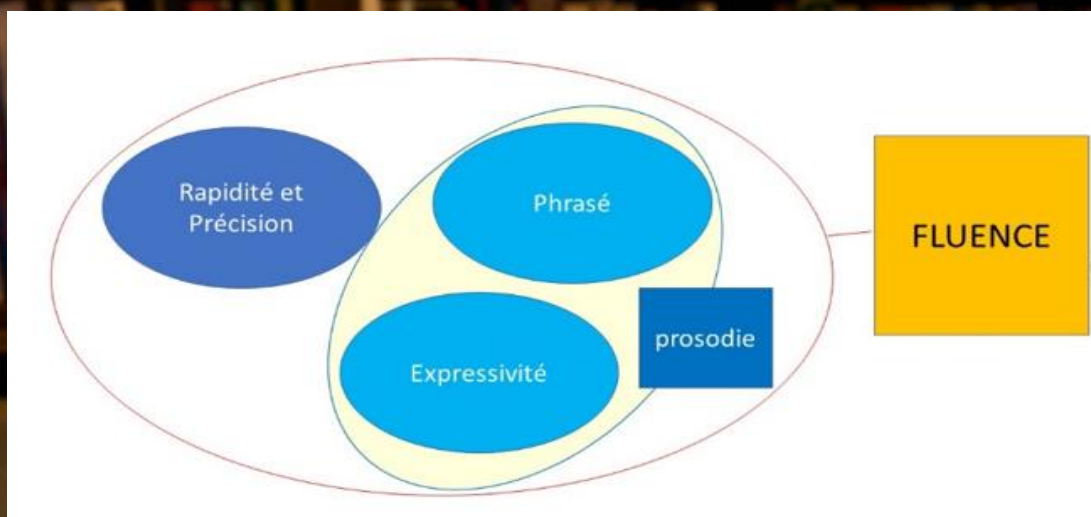 Rapidité et
Précision
Phrasé
FLUENCE
prosodie
Expressivité